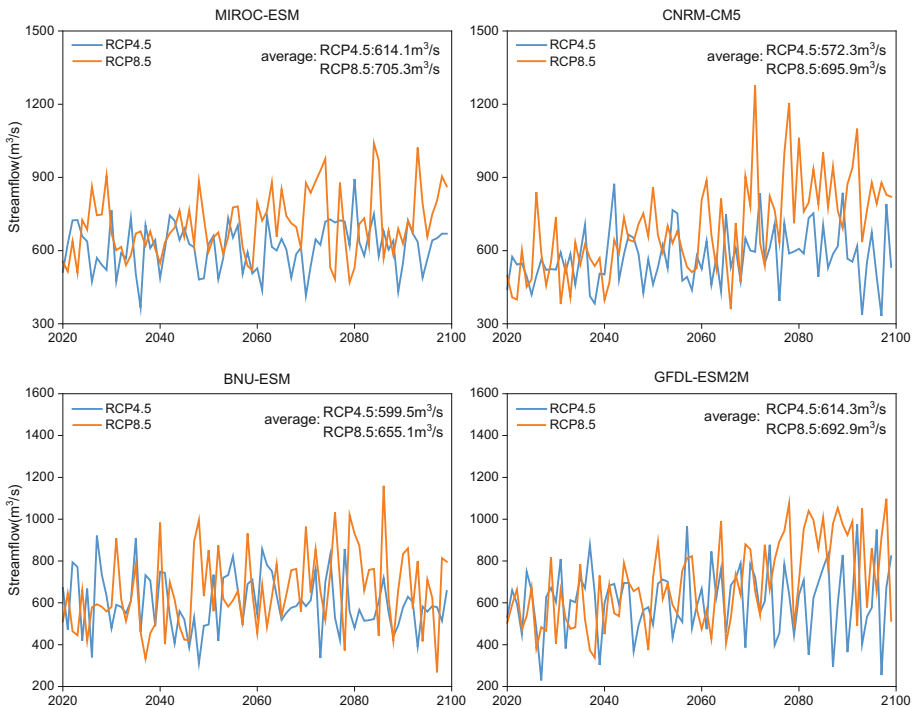 MIROC-ESM
1500
1200
900
600
300
Streamflow(m³/s)
RCP4.5
RCP8.5
average: RCP4.5:614.1m³/s
RCP8.5:705.3m³/s
2020 2040 2060 2080 2100
CNRM-CM5
1500
1200
900
600
300
RCP4.5
RCP8.5
average: RCP4.5:572.3m³/s
RCP8.5:695.9m³/s
2020 2040 2060 2080 2100
BNU-ESM
1600
1400
1200
1000
800
600
400
200
Streamflow(m³/s)
RCP4.5
RCP8.5
average: RCP4.5:599.5m³/s
RCP8.5:655.1m³/s
2020 2040 2060 2080 2100
GFDL-ESM2M
1600
1400
1200
1000
800
600
400
200
RCP4.5
RCP8.5
average: RCP4.5:614.3m³/s
RCP8.5:692.9m³/s
2020 2040 2060 2080 2100